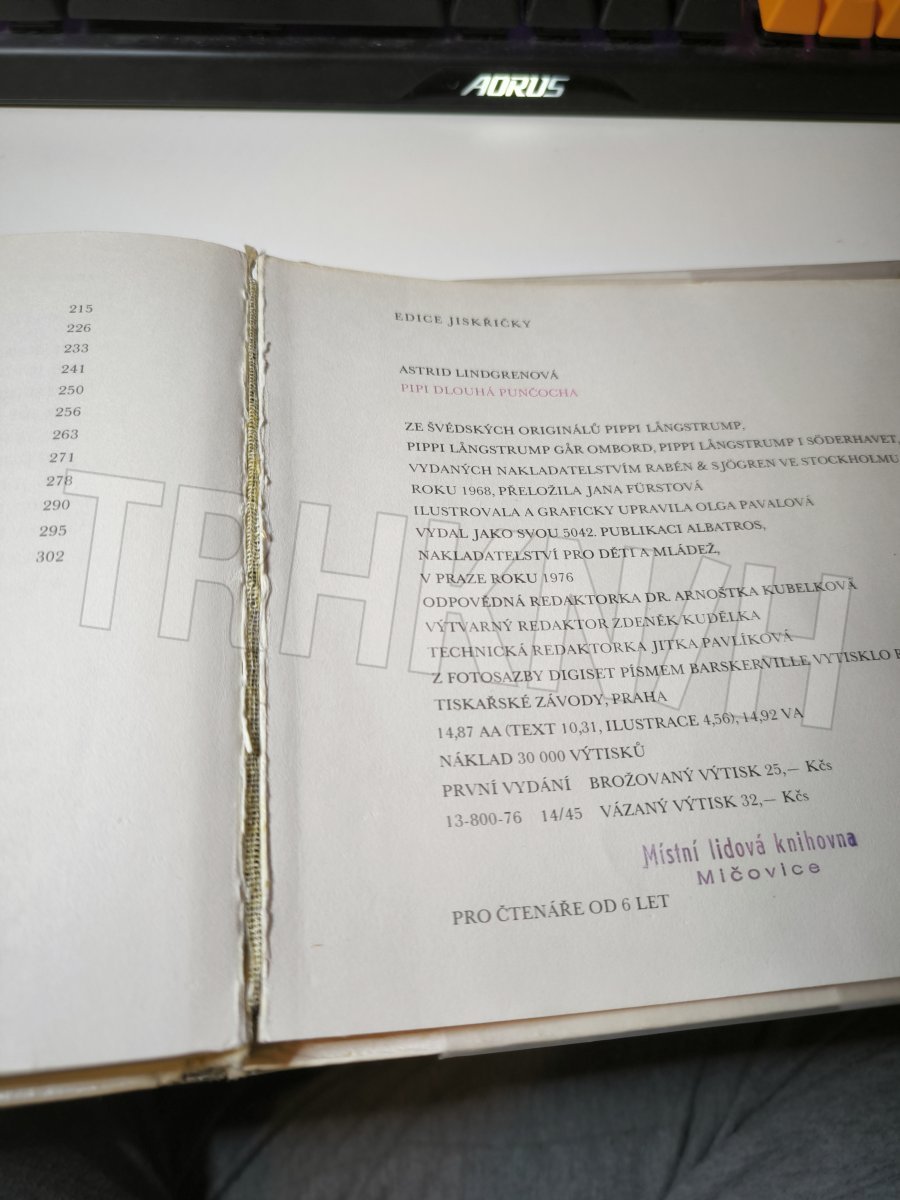 AORUS
215
226
233
241
250
256
263
271
278
290
295
302
EDICE JISKŘIČKY
ASTRID LINDGRENOVÁ
PIPI DLOUHÁ PUNČOCHA
ZE ŠVÉDSKÝCH ORIGINÁLŮ PIPPI LÅNGSTRUMP,
PIPPI LÅNGSTRUMP GÅR OMBORD, PIPPI LÅNGSTRUMP I SÖDERHAVET,
VYDANÝCH NAKLADATELSTVÍM RABÉN & SJÖGREN VE STOCKHOLMU
ROKU 1968, PŘELOŽILA JANA FÜRSTOVÁ
ILUSTROVALA A GRAFICKY UPRAVILA OLGA PAVALOVÁ
VYDAL JAKO SVOU 5042. PUBLIKACI ALBATROS,
NAKLADATELSTVÍ PRO DĚTI A MLÁDEŽ,
V PRAZE ROKU 1976
ODPOVĚDNÁ REDAKTORKA DR. ARNOŠTKA KUBELKOVÁ
VÝTVARNÝ REDAKTOR ZDENĚK KUDĚLKA
TECHNICKÁ REDAKTORKA JITKA PAVLÍKOVÁ
Z FOTOSAZBY DIGISET PÍSMEM BARSKERVILLE VYTISKLO
TISKAŘSKÉ ZÁVODY, PRAHA
14,87 AA (TEXT 10,31, ILUSTRACE 4,56), 14,92 VA
NÁKLAD 30 000 VÝTISKŮ
PRVNÍ VYDÁNÍ BROŽOVANÝ VÝTISK 25,— Kčs
13-800-76 14/45 VÁZANÝ VÝTISK 32,— Kčs
Místní lidová knihovna
Mičovice
PRO ČTENÁŘE OD 6 LET
TRHKNIH